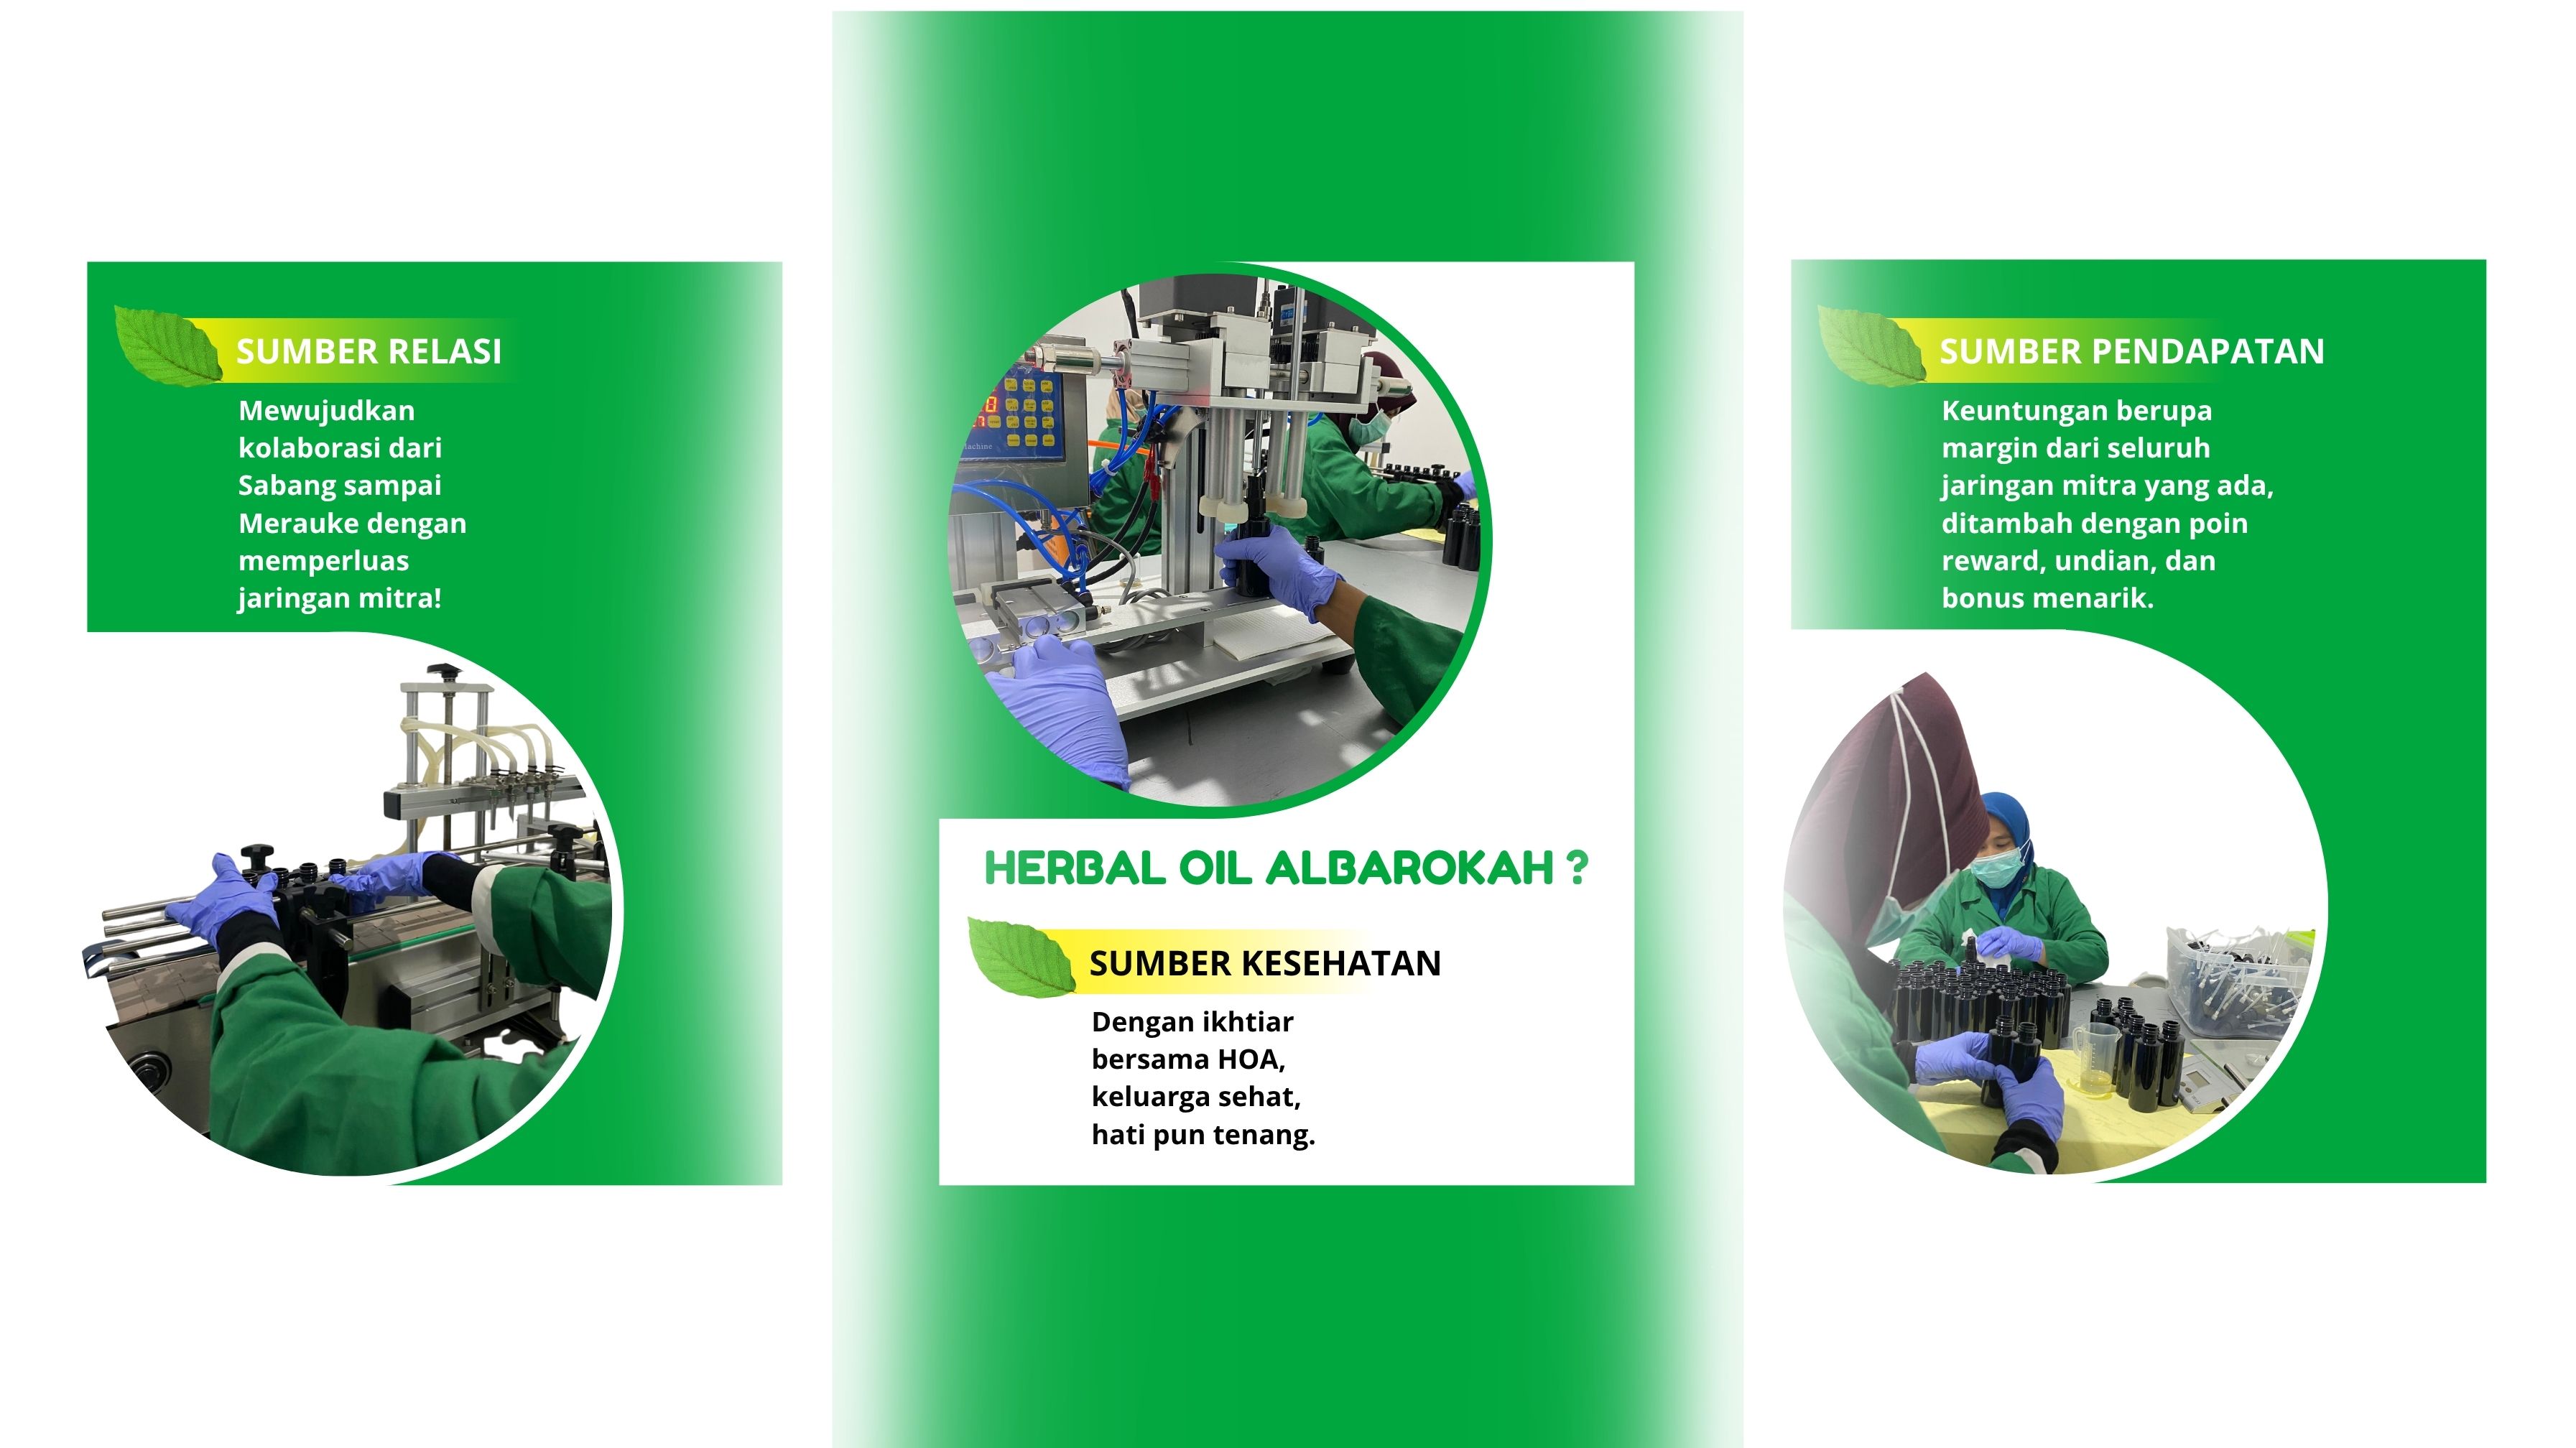 SUMBER RELASI
Mewujudkan
kolaborasi dari
Sabang sampai
Merauke dengan
memperluas
jaringan mitra!
HERBAL OIL ALBAROKAH ?
SUMBER KESEHATAN
Dengan ikhtiar
bersama HOA,
keluarga sehat,
hati pun tenang.
SUMBER PENDAPATAN
Keuntungan berupa
margin dari seluruh
jaringan mitra yang ada,
ditambah dengan poin
reward, undian, dan
bonus menarik.